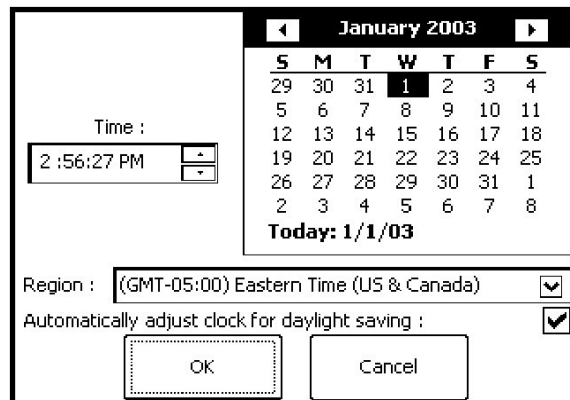 January 2003
S M T W T F S
29 30 31 1 2 3 4
5 6 7 8 9 10 11
12 13 14 15 16 17 18
19 20 21 22 23 24 25
26 27 28 29 30 31 1
2 3 4 5 6 7 8
Today: 1/1/03
Time :
2 :56:27 PM
Region : (GMT-05:00) Eastern Time (US & Canada)
Automatically adjust clock for daylight saving :
OK Cancel